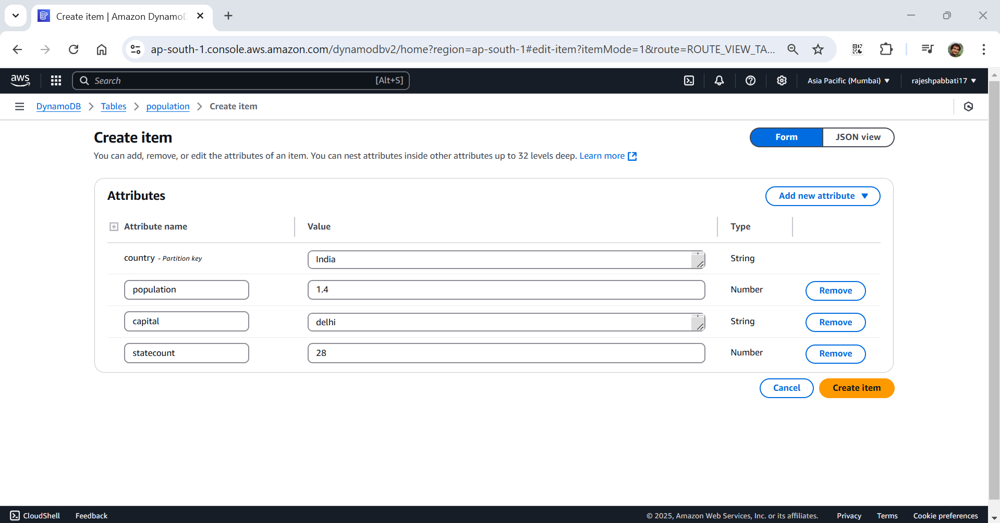 Create item | Amazon Dynamo
ap-south-1.console.aws.amazon.com/dynamodbv2/home?region=ap-south-1#edit-item?itemMode=1&route=ROUTE_VIEW_TA...
aws Search [Alt+S] Asia Pacific (Mumbai) rajeshpabbati17
DynamoDB Tables population Create item
Create item Form JSON view
You can add, remove, or edit the attributes of an item. You can nest attributes inside other attributes up to 32 levels deep. Learn more
Attributes Add new attribute
Attribute name Value Type
country - Partition key India String
population 1.4 Number Remove
capital delhi String Remove
statecount 28 Number Remove
Cancel Create item
CloudShell Feedback © 2025, Amazon Web Services, Inc. or its affiliates. Privacy Terms Cookie preferences